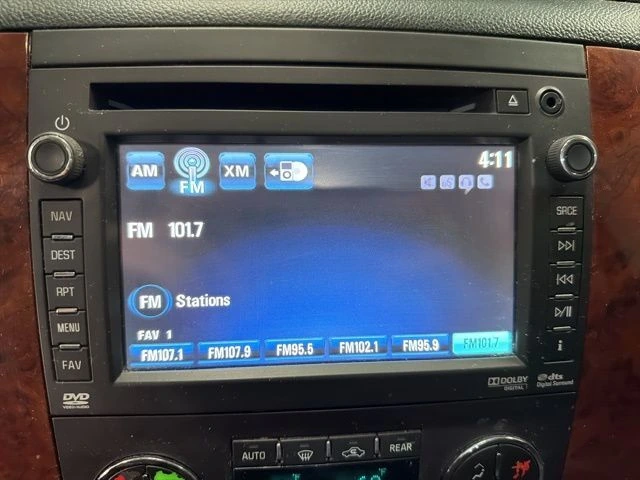 AM FM XM 4:11
NAV SRCE
DEST
FM 101.7
RPT
FM Stations
MENU
FAV 1
FAV i
FM107.1 FM107.9 FM95.5 FM102.1 FM95.9 FM101.7
DVD
VIDEO/AUDIO
DOLBY
DIGITAL
dts
Digital Surround
AUTO REAR